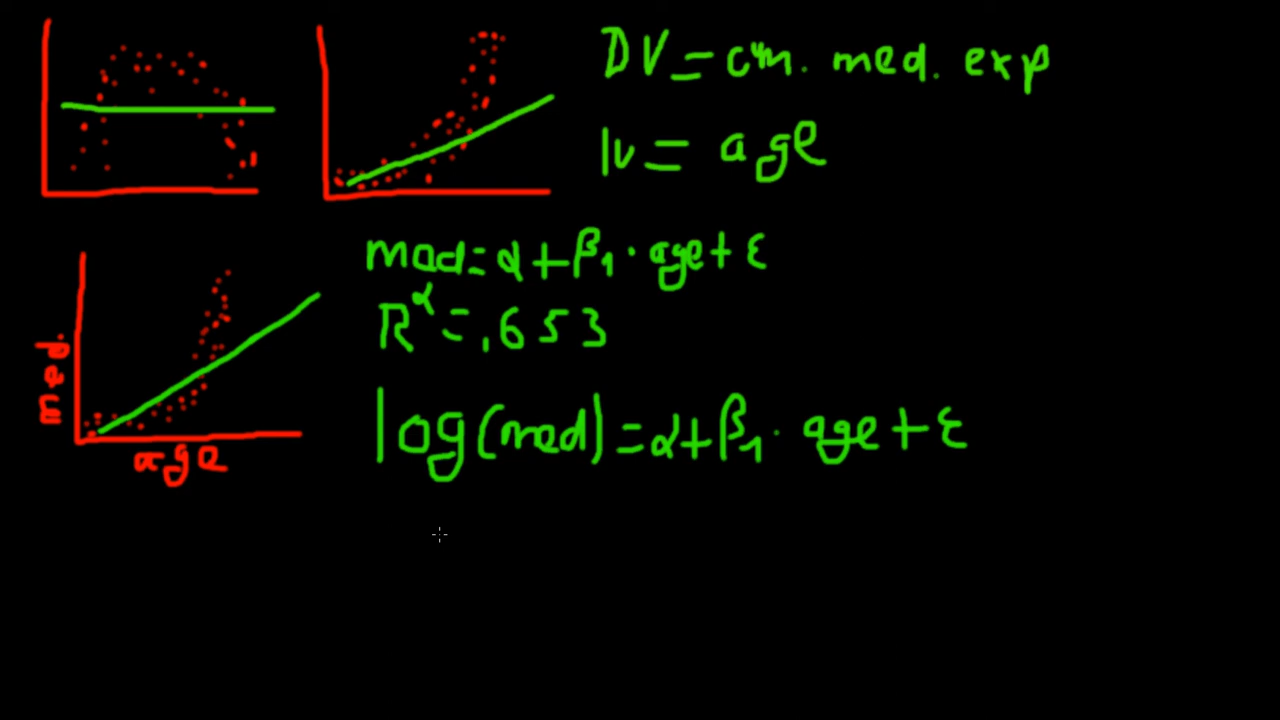 DV = cum. med. exp
IV = age
med = α + β1 · age + ε
R² = .653
med.
age
log(med) = α + β1 · age + ε